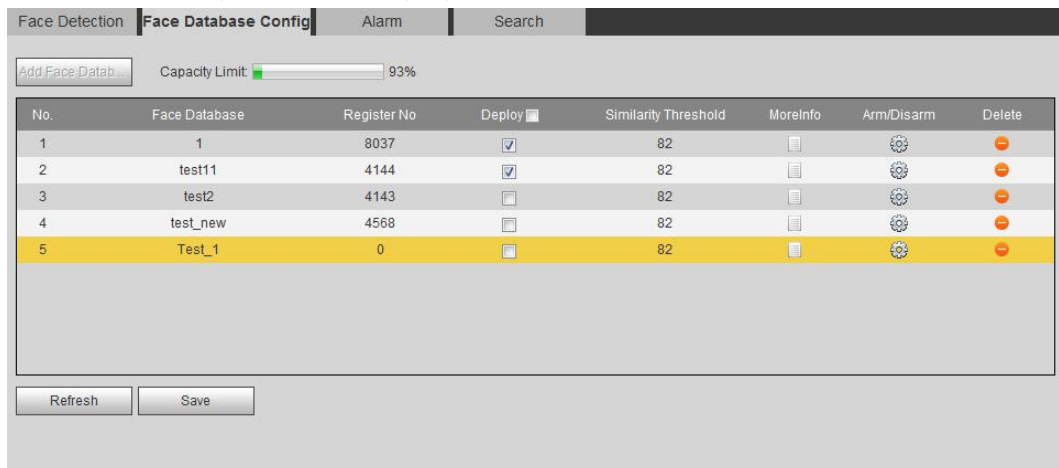 Face Detection Face Database Config Alarm Search
Add Face Datab... Capacity Limit: 93%
No. Face Database Register No Deploy Similarity Threshold MoreInfo Arm/Disarm Delete
1 1 8037 82
2 test11 4144 82
3 test2 4143 82
4 test_new 4568 82
5 Test_1 0 82
Refresh Save